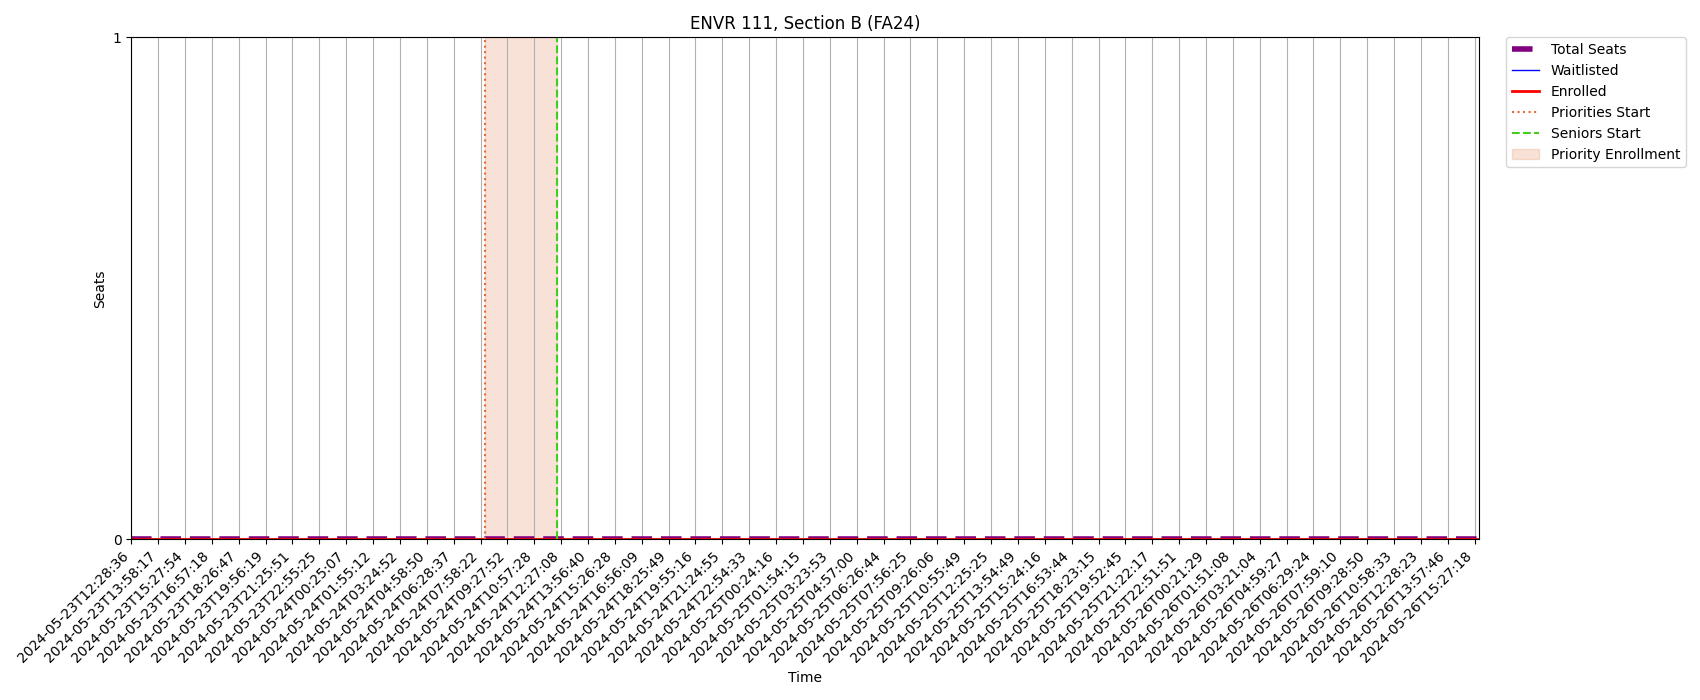 ENVR 111, Section B (FA24)
1
0
Seats
Total Seats
Waitlisted
Enrolled
Priorities Start
Seniors Start
Priority Enrollment
2024-05-23T12:28:36
2024-05-23T13:58:17
2024-05-23T15:27:54
2024-05-23T16:57:18
2024-05-23T18:26:47
2024-05-23T19:56:19
2024-05-23T21:25:51
2024-05-23T22:55:25
2024-05-24T00:25:07
2024-05-24T01:55:12
2024-05-24T03:24:52
2024-05-24T04:58:50
2024-05-24T06:28:37
2024-05-24T07:58:22
2024-05-24T09:27:52
2024-05-24T10:57:28
2024-05-24T12:27:08
2024-05-24T13:56:40
2024-05-24T15:26:28
2024-05-24T16:56:09
2024-05-24T18:25:49
2024-05-24T19:55:16
2024-05-24T21:24:55
2024-05-24T22:54:33
2024-05-25T00:24:16
2024-05-25T01:54:15
2024-05-25T03:23:53
2024-05-25T04:57:00
2024-05-25T06:26:44
2024-05-25T07:56:25
2024-05-25T09:26:06
2024-05-25T10:55:49
2024-05-25T12:25:25
2024-05-25T13:54:49
2024-05-25T15:24:16
2024-05-25T16:53:44
2024-05-25T18:23:15
2024-05-25T19:52:45
2024-05-25T21:22:17
2024-05-25T22:51:51
2024-05-26T00:21:29
2024-05-26T01:51:08
2024-05-26T03:21:04
2024-05-26T04:59:27
2024-05-26T06:29:24
2024-05-26T07:59:10
2024-05-26T09:28:50
2024-05-26T10:58:33
2024-05-26T12:28:23
2024-05-26T13:57:46
2024-05-26T15:27:18
Time